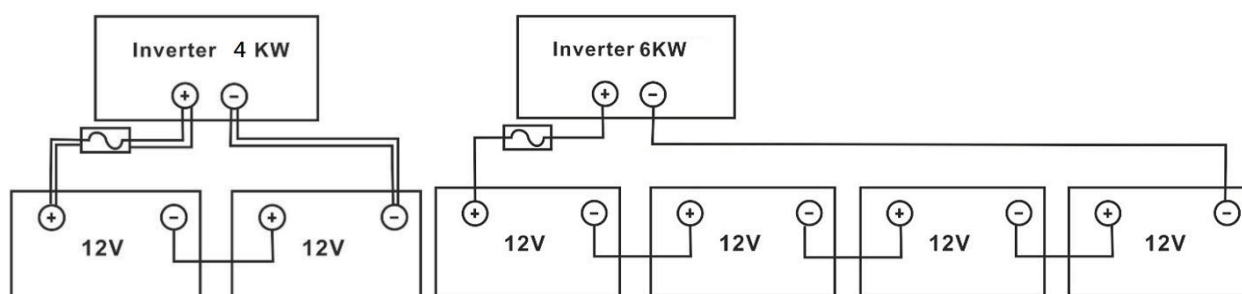 Inverter 4 KW
+ −
+ − + −
12V 12V
Inverter 6KW
+ −
+ − + − + − + −
12V 12V 12V 12V